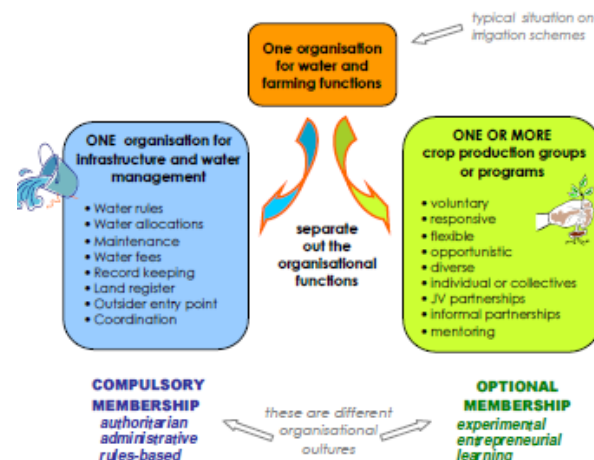 typical situation on
irrigation schemes
One organisation
for water and
farming functions
ONE organisation for
infrastructure and water
management
• Water rules
• Water allocations
• Maintenance
• Water fees
• Record keeping
• Land register
• Outsider entry point
• Coordination
separate
out the
organisational
functions
ONE OR MORE
crop production groups
or programs
• voluntary
• responsive
• flexible
• opportunistic
• diverse
• individual or collectives
• JV partnerships
• informal partnerships
• mentoring
COMPULSORY
MEMBERSHIP
authoritarian
administrative
rules-based
these are different
organisational
cultures
OPTIONAL
MEMBERSHIP
experimental
entrepreneurial
learning